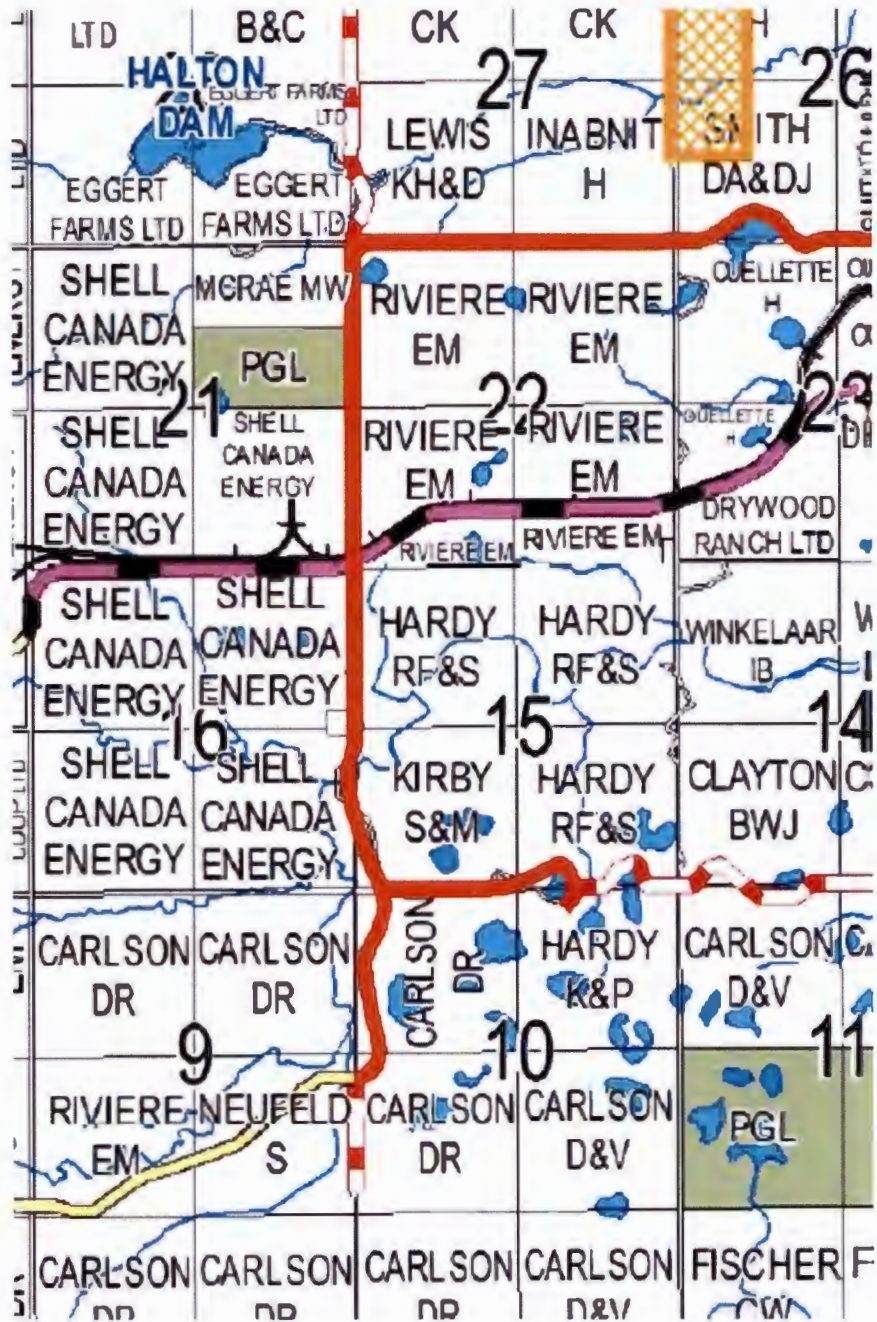 LTD
B&C
CK
CK
H
27
26
HALTON
DAM
EGGERT FARMS
LTD
LEWIS
KH&D
INABNIT
H
SMITH
DA&DJ
EGGERT
FARMS LTD
EGGERT
FARMS LTD
SHELL
CANADA
ENERGY
MCRAE MW
RIVIERE
EM
RIVIERE
EM
OUELLETTE
H
PGL
21
22
23
SHELL
CANADA
ENERGY
SHELL
CANADA
ENERGY
RIVIERE
EM
RIVIERE
EM
OUELLETTE
H
RIVIERE EM
RIVIERE EM
DRYWOOD
RANCH LTD
SHELL
CANADA
ENERGY
SHELL
CANADA
ENERGY
HARDY
RF&S
HARDY
RF&S
WINKELAAR
IB
16
15
14
SHELL
CANADA
ENERGY
SHELL
CANADA
ENERGY
KIRBY
S&M
HARDY
RF&S
CLAYTON
BWJ
CARLSON
DR
CARLSON
DR
CARLSON
DR
HARDY
K&P
CARLSON
D&V
9
10
11
RIVIERE
EM
NEUFELD
S
CARLSON
DR
CARLSON
D&V
PGL
CARLSON
DR
CARLSON
DR
CARLSON
DR
CARLSON
D&V
FISCHER
CW